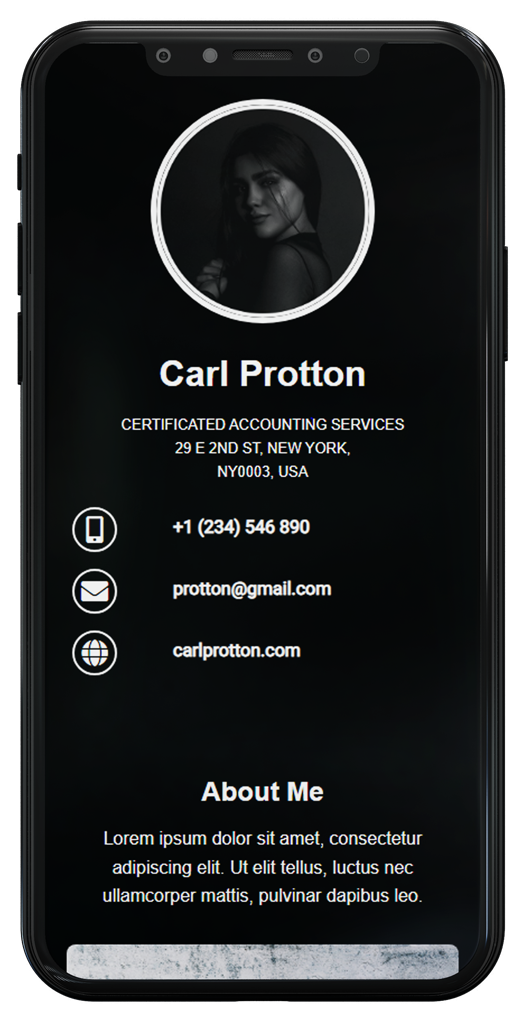 Carl Protton
CERTIFICATED ACCOUNTING SERVICES
29 E 2ND ST, NEW YORK,
NY0003, USA
+1 (234) 546 890
protton@gmail.com
carlprotton.com
About Me
Lorem ipsum dolor sit amet, consectetur
adipiscing elit. Ut elit tellus, luctus nec
ullamcorper mattis, pulvinar dapibus leo.